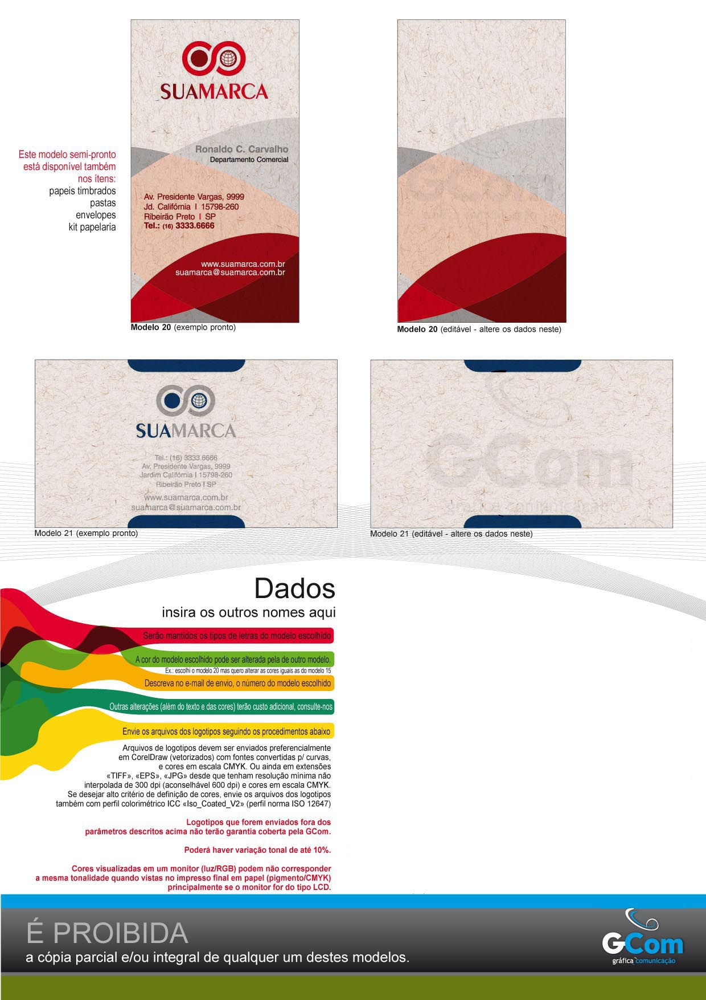 SUAMARCA
Ronaldo C. Carvalho
Departamento Comercial
Av. Presidente Vargas, 9999
Jd. Califórnia I 15798-260
Ribeirão Preto I SP
Tel.: (16) 3333.6666
www.suamarca.com.br
suamarca@suamarca.com.br
Modelo 20 (exemplo pronto)
Este modelo semi-pronto
está disponível também
nos ítens:
papeis timbrados
pastas
envelopes
kit papelaria
GCom
Modelo 20 (editável - altere os dados neste)
SUAMARCA
Tel.: (16) 3333.6666
Av. Presidente Vargas, 9999
Jardim Califórnia I 15798-260
Ribeirão Preto I SP
www.suamarca.com.br
suamarca@suamarca.com.br
Modelo 21 (exemplo pronto)
GCom
gráfica comunicação
Modelo 21 (editável - altere os dados neste)
Dados
insira os outros nomes aqui
Serão mantidos os tipos de letras do modelo escolhido
A cor do modelo escolhido pode ser alterada pela de outro modelo.
Ex.: escolhi o modelo 20 mas quero alterar as cores iguais as do modelo 15
Descreva no e-mail de envio, o número do modelo escolhido
Outras alterações (além do texto e das cores) terão custo adicional, consulte-nos
Envie os arquivos dos logotipos seguindo os procedimentos abaixo
Arquivos de logotipos devem ser enviados preferencialmente
em CorelDraw (vetorizados) com fontes convertidas p/ curvas,
e cores em escala CMYK. Ou ainda em extensões
«TIFF», «EPS», «JPG» desde que tenham resolução mínima não
interpolada de 300 dpi (aconselhável 600 dpi) e cores em escala CMYK.
Se desejar alto critério de definição de cores, envie os arquivos dos logotipos
também com perfil colorimétrico ICC «Iso_Coated_V2» (perfil norma ISO 12647)
Logotipos que forem enviados fora dos
parâmetros descritos acima não terão garantia coberta pela GCom.
Poderá haver variação tonal de até 10%.
Cores visualizadas em um monitor (luz/RGB) podem não corresponder
a mesma tonalidade quando vistas no impresso final em papel (pigmento/CMYK)
principalmente se o monitor for do tipo LCD.
É PROIBIDA
a cópia parcial e/ou integral de qualquer um destes modelos.
GCom
gráfica comunicação